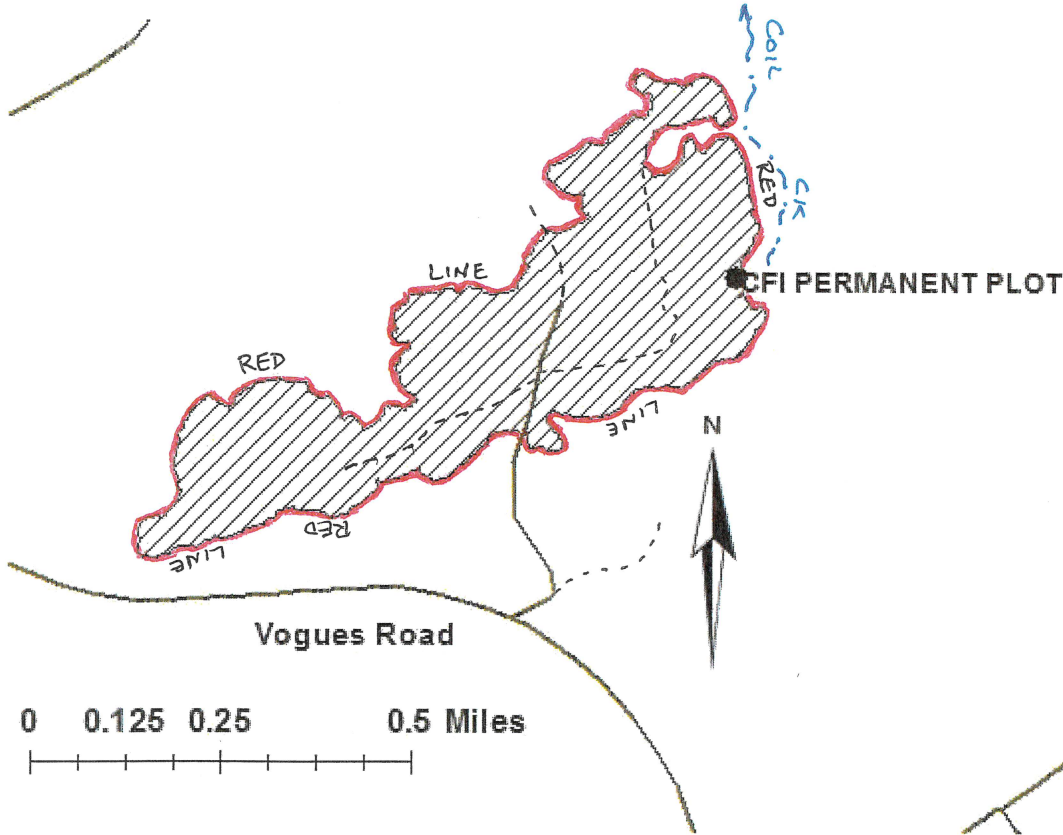 COIL
CK
RED
LINE
CFI PERMANENT PLOT
RED
LINE
N
RED
LINE
Vogues Road
0 0.125 0.25 0.5 Miles